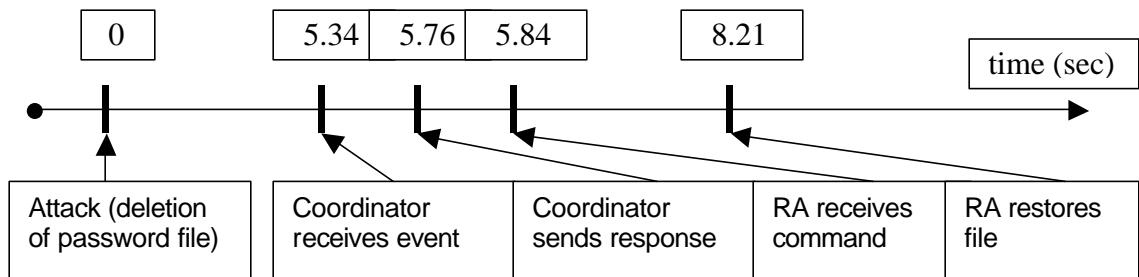 0
5.34
5.76
5.84
8.21
time (sec)
Attack (deletion
of password file)
Coordinator
receives event
Coordinator
sends response
RA receives
command
RA restores
file